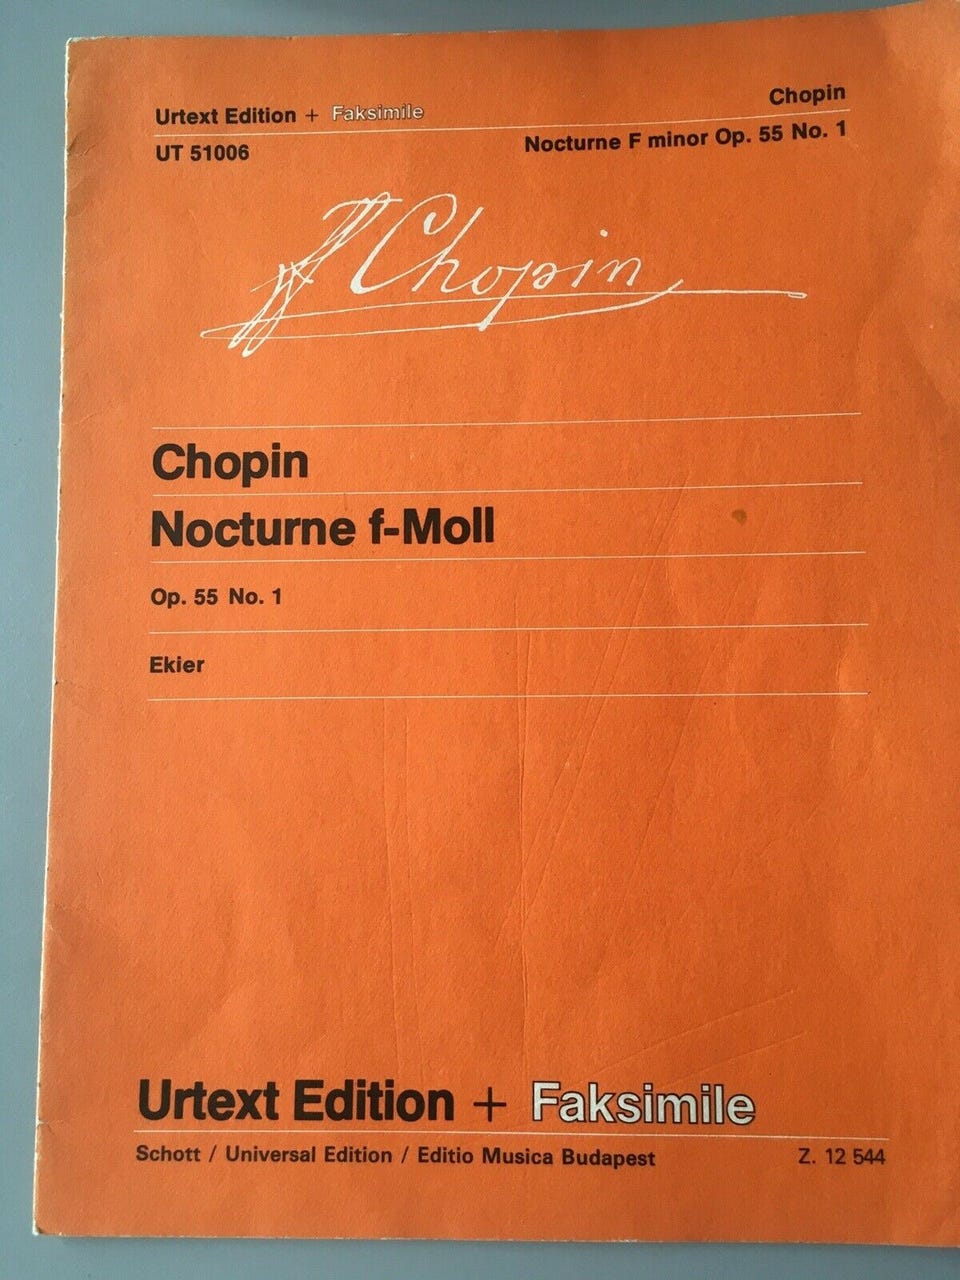 Urtext Edition + Faksimile
Chopin
UT 51006
Nocturne F minor Op. 55 No. 1
FChopin
Chopin
Nocturne f-Moll
Op. 55 No. 1
Ekier
Urtext Edition + Faksimile
Schott / Universal Edition / Editio Musica Budapest
Z. 12 544